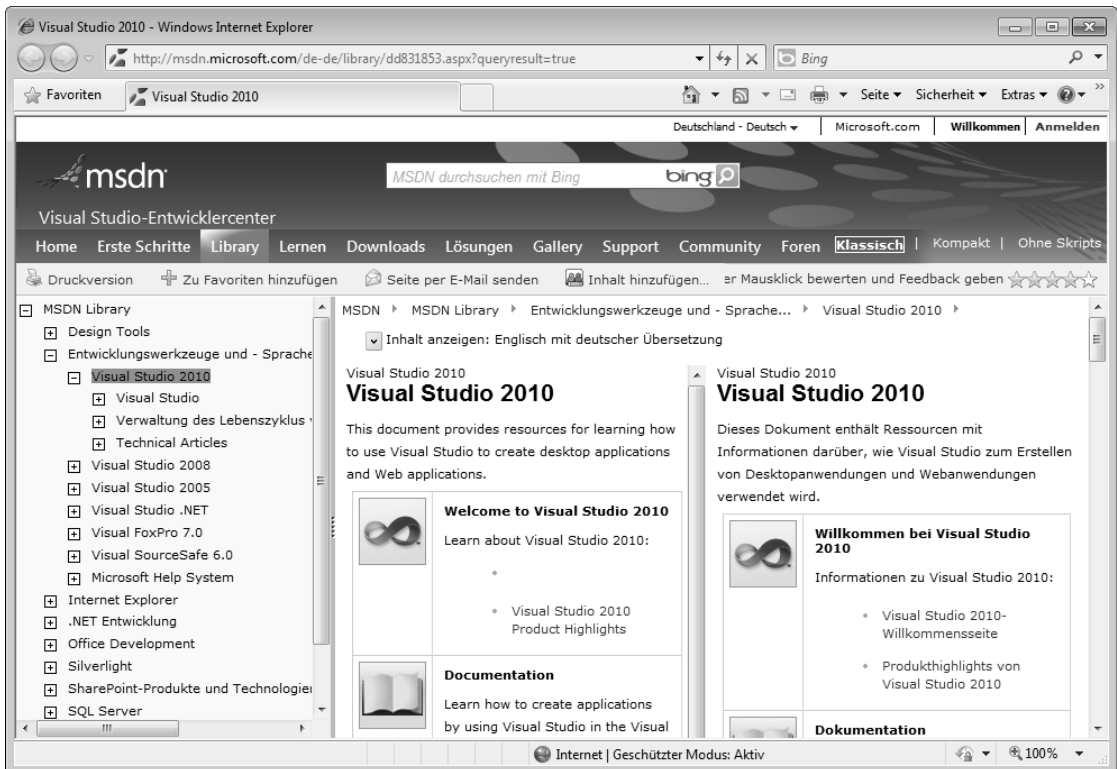 Visual Studio 2010 - Windows Internet Explorer
http://msdn.microsoft.com/de-de/library/dd831853.aspx?queryresult=true
Bing
Favoriten
Visual Studio 2010
Seite
Sicherheit
Extras
Deutschland - Deutsch
Microsoft.com
Willkommen
Anmelden
msdn
MSDN durchsuchen mit Bing
bing
Visual Studio-Entwicklercenter
Home Erste Schritte Library Lernen Downloads Lösungen Gallery Support Community Foren Klassisch | Kompakt | Ohne Skripts
Druckversion
Zu Favoriten hinzufügen
Seite per E-Mail senden
Inhalt hinzufügen...
er Mausklick bewerten und Feedback geben
MSDN Library
Design Tools
Entwicklungswerkzeuge und - Sprache
Visual Studio 2010
Visual Studio
Verwaltung des Lebenszyklus
Technical Articles
Visual Studio 2008
Visual Studio 2005
Visual Studio .NET
Visual FoxPro 7.0
Visual SourceSafe 6.0
Microsoft Help System
Internet Explorer
.NET Entwicklung
Office Development
Silverlight
SharePoint-Produkte und Technologien
SQL Server
MSDN
MSDN Library
Entwicklungswerkzeuge und - Sprache...
Visual Studio 2010
Inhalt anzeigen: Englisch mit deutscher Übersetzung
Visual Studio 2010
Visual Studio 2010
This document provides resources for learning how
to use Visual Studio to create desktop applications
and Web applications.
Welcome to Visual Studio 2010
Learn about Visual Studio 2010:
Visual Studio 2010
Product Highlights
Documentation
Learn how to create applications
by using Visual Studio in the Visual
Visual Studio 2010
Visual Studio 2010
Dieses Dokument enthält Ressourcen mit
Informationen darüber, wie Visual Studio zum Erstellen
von Desktopanwendungen und Webanwendungen
verwendet wird.
Willkommen bei Visual Studio
2010
Informationen zu Visual Studio 2010:
Visual Studio 2010-
Willkommensseite
Produkthighlights von
Visual Studio 2010
Dokumentation
Internet | Geschützter Modus: Aktiv
100%